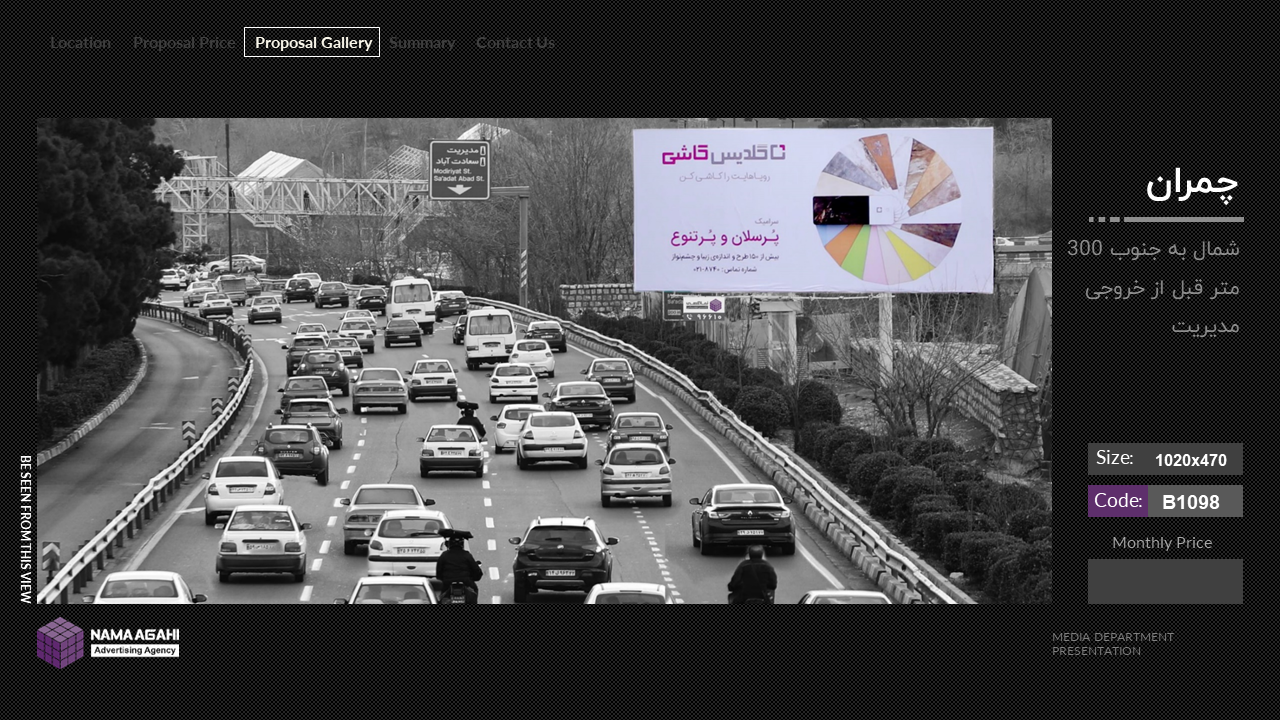 Location
Proposal Price
Proposal Gallery
Summary
Contact Us
مدیریت
سعادت آباد
Modiriyat St.
Sa'adat Abad St.
گلدیس کاشی
رویاهایت را کاشی کن
سرامیک
پُرسلان و پُرتنوع
بیش از ۱۵۰ طرح و اندازه‌ی زیبا و چشم‌نواز
شماره تماس: ۸۷۴۰-۰۲۱
۹۶۶۱۰
چمران
شمال به جنوب 300
متر قبل از خروجی
مدیریت
Size: 1020x470
Code: B1098
Monthly Price
BE SEEN FROM THIS VIEW
NAMA AGAHI
Advertising Agency
MEDIA DEPARTMENT
PRESENTATION